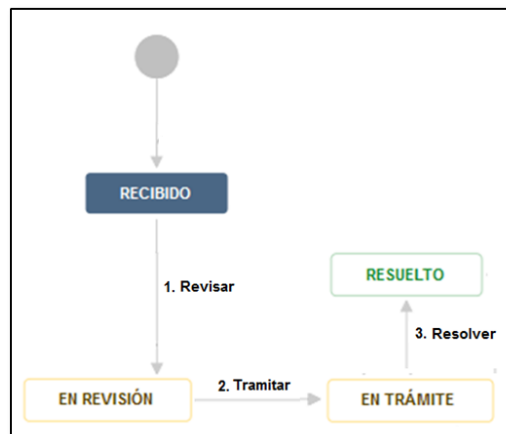 RECIBIDO
1. Revisar
EN REVISIÓN
2. Tramitar
EN TRÁMITE
3. Resolver
RESUELTO